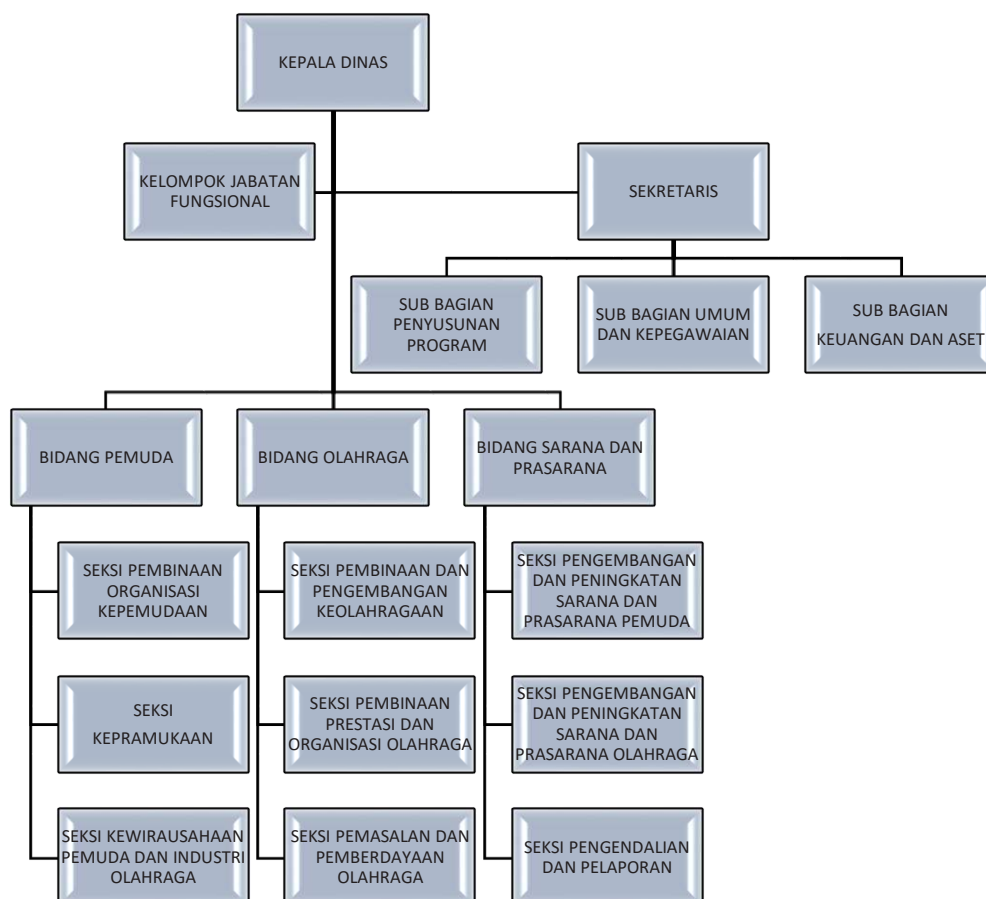 KEPALA DINAS
KELOMPOK JABATAN
FUNGSIONAL
SEKRETARIS
SUB BAGIAN
PENYUSUNAN
PROGRAM
SUB BAGIAN UMUM
DAN KEPEGAWAIAN
SUB BAGIAN
KEUANGAN DAN ASET
BIDANG PEMUDA
BIDANG OLAHRAGA
BIDANG SARANA DAN
PRASARANA
SEKSI PEMBINAAN
ORGANISASI
KEPEMUDAAN
SEKSI PEMBINAAN DAN
PENGEMBANGAN
KEOLAHRAGAAN
SEKSI PENGEMBANGAN
DAN PENINGKATAN
SARANA DAN
PRASARANA PEMUDA
SEKSI
KEPRAMUKAAN
SEKSI PEMBINAAN
PRESTASI DAN
ORGANISASI OLAHRAGA
SEKSI PENGEMBANGAN
DAN PENINGKATAN
SARANA DAN
PRASARANA OLAHRAGA
SEKSI KEWIRAUSAHAAN
PEMUDA DAN INDUSTRI
OLAHRAGA
SEKSI PEMASALAN DAN
PEMBERDAYAAN
OLAHRAGA
SEKSI PENGENDALIAN
DAN PELAPORAN